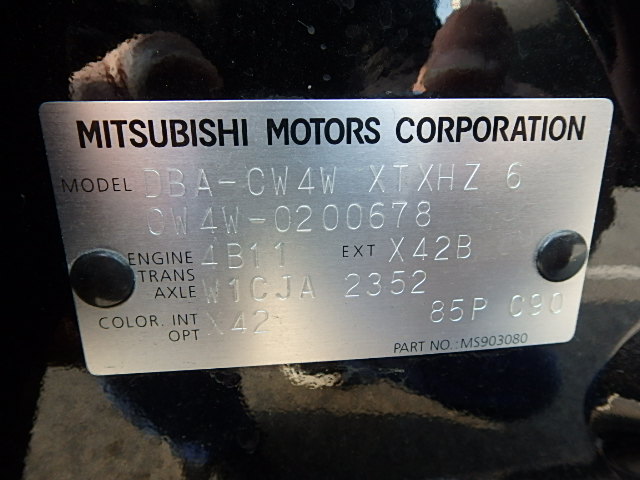 MITSUBISHI MOTORS CORPORATION
MODEL DBA-CW4W XTXHZ 6
CW4W-0200678
ENGINE 4B11 EXT X42B
TRANS
AXLE W1CJA 2352
COLOR. INT X42 85P C90
OPT
PART NO.: MS903080